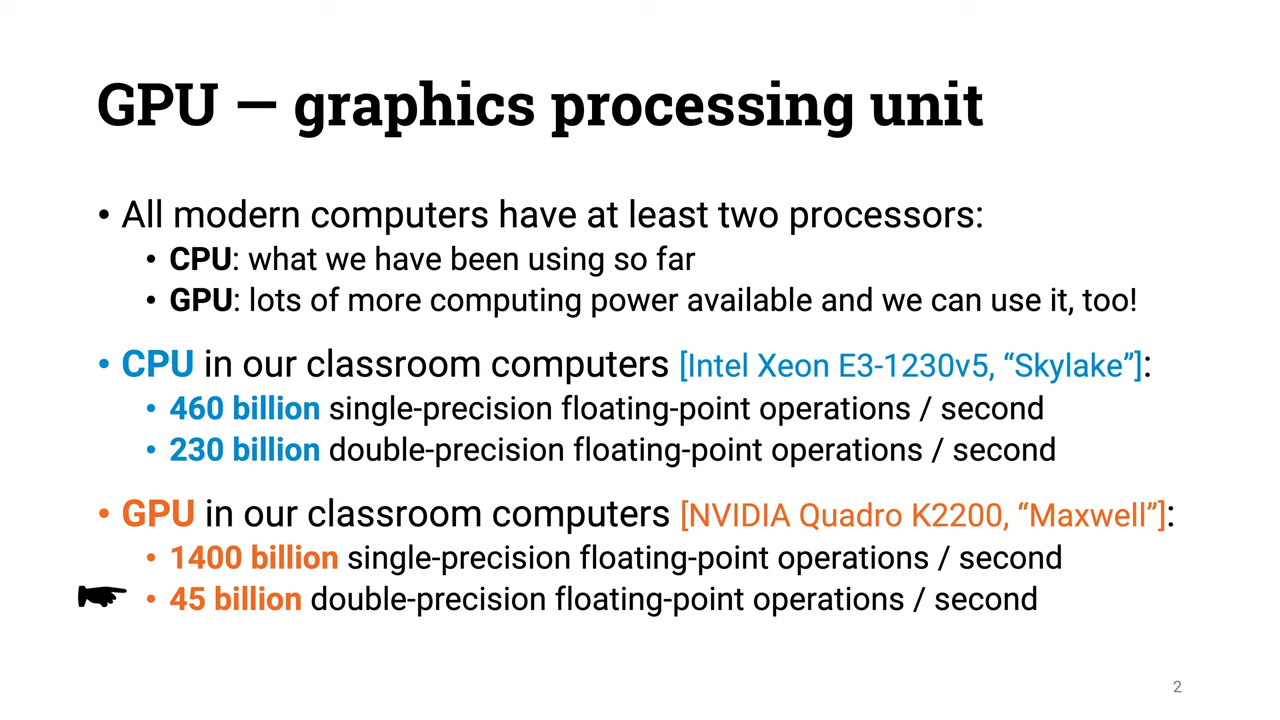 GPU — graphics processing unit
• All modern computers have at least two processors:
• CPU: what we have been using so far
• GPU: lots of more computing power available and we can use it, too!
• CPU in our classroom computers [Intel Xeon E3-1230v5, “Skylake”]:
• 460 billion single-precision floating-point operations / second
• 230 billion double-precision floating-point operations / second
• GPU in our classroom computers [NVIDIA Quadro K2200, “Maxwell”]:
• 1400 billion single-precision floating-point operations / second
• 45 billion double-precision floating-point operations / second
2